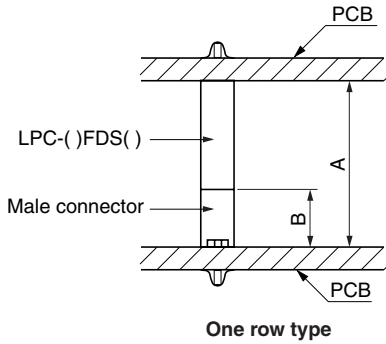 PCB
LPC-( )FDS( )
A
Male connector
B
PCB
One row type